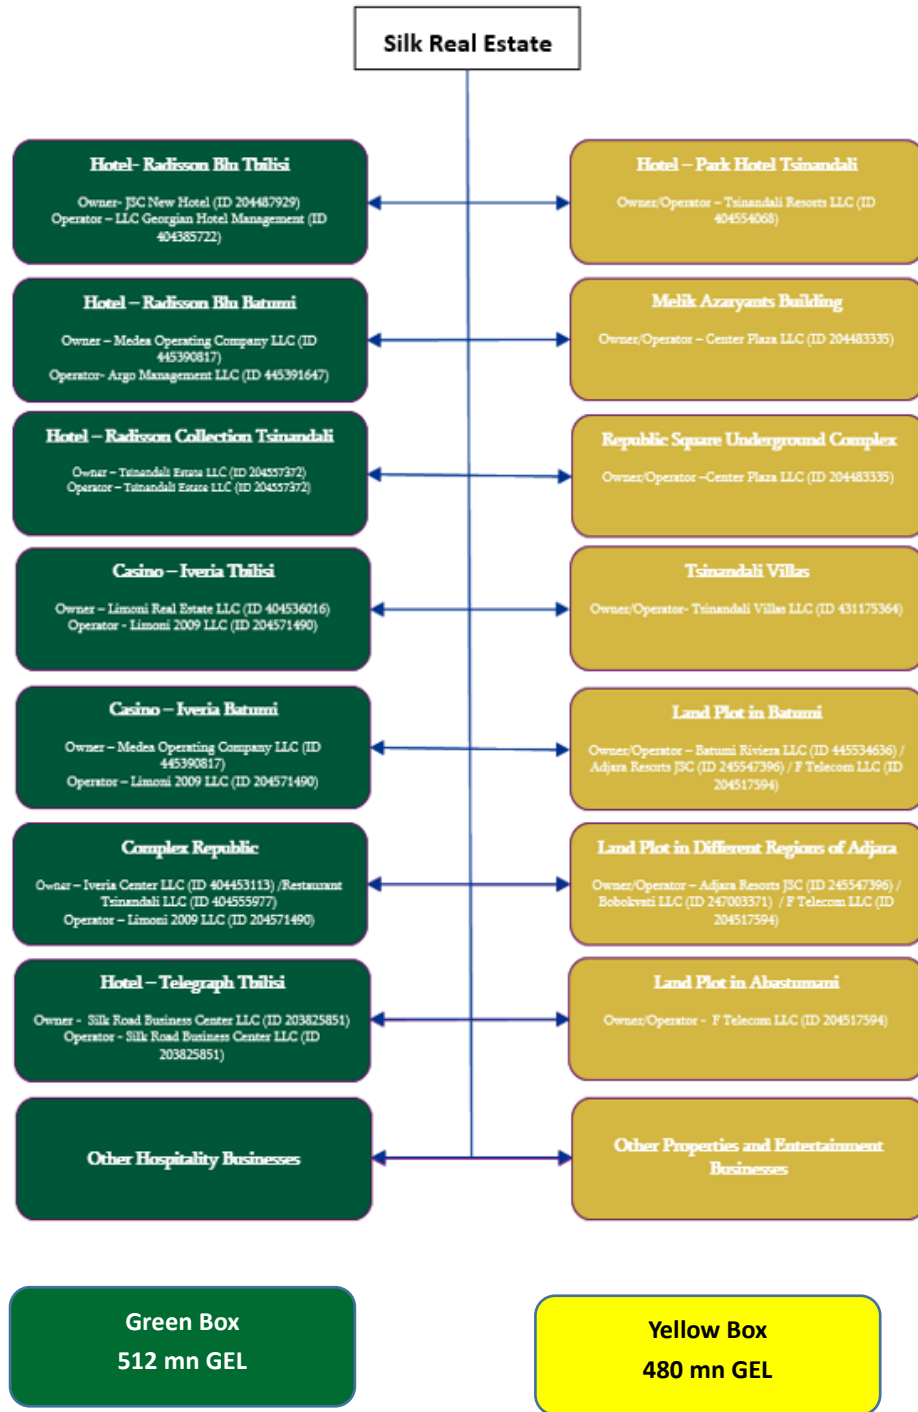 Silk Real Estate
Hotel- Radisson Blu Tbilisi
Owner- JSC New Hotel (ID 204487929)
Operator – LLC Georgian Hotel Management (ID
404385722)
Hotel – Park Hotel Tsinandali
Owner/Operator – Tsinandali Resorts LLC (ID
404554068)
Hotel – Radisson Blu Batumi
Owner – Medea Operating Company LLC (ID
445390817)
Operator- Argo Management LLC (ID 445391647)
Melik Azaryants Building
Owner/Operator – Center Plaza LLC (ID 204483335)
Hotel – Radisson Collection Tsinandali
Owner – Tsinandali Estate LLC (ID 204557372)
Operator – Tsinandali Estate LLC (ID 204557372)
Republic Square Underground Complex
Owner/Operator –Center Plaza LLC (ID 204483335)
Casino – Iveria Tbilisi
Owner – Limoni Real Estate LLC (ID 404536016)
Operator - Limoni 2009 LLC (ID 204571490)
Tsinandali Villas
Owner/Operator- Tsinandali Villas LLC (ID 431175364)
Casino – Iveria Batumi
Owner – Medea Operating Company LLC (ID
445390817)
Operator – Limoni 2009 LLC (ID 204571490)
Land Plot in Batumi
Owner/Operator – Batumi Riviera LLC (ID 445534636) /
Adjara Resorts JSC (ID 245547396) / F Telecom LLC (ID
204517594)
Complex Republic
Owner – Iveria Center LLC (ID 404453113) /Restaurant
Tsinandali LLC (ID 404555977)
Operator – Limoni 2009 LLC (ID 204571490)
Land Plot in Different Regions of Adjara
Owner/Operator – Adjara Resorts JSC (ID 245547396) /
Bobokvati LLC (ID 247003371) / F Telecom LLC (ID
204517594)
Hotel – Telegraph Tbilisi
Owner - Silk Road Business Center LLC (ID 203825851)
Operator - Silk Road Business Center LLC (ID
203825851)
Land Plot in Abastumani
Owner/Operator - F Telecom LLC (ID 204517594)
Other Hospitality Businesses
Other Properties and Entertainment
Businesses
Green Box
512 mn GEL
Yellow Box
480 mn GEL